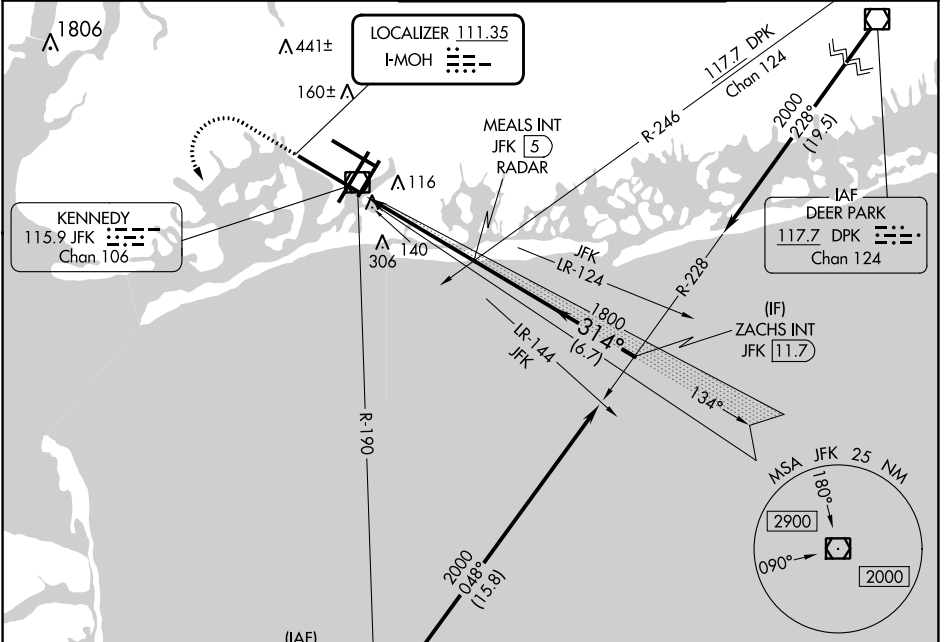 1806
441±
160±
LOCALIZER 111.35
I-MOH
117.7 DPK
Chan 124
R-246
MEALS INT
JFK 5
RADAR
2000
228°
(19.5)
116
KENNEDY
115.9 JFK
Chan 106
306
140
IAF
DEER PARK
117.7 DPK
Chan 124
JFK
LR-124
R-228
1800
314°
(6.7)
(IF)
ZACHS INT
JFK 11.7
LR-144
JFK
134°
R-190
MSA JFK 25 NM
180°
2900
090°
2000
2000
048°
(15.8)
(IAF)